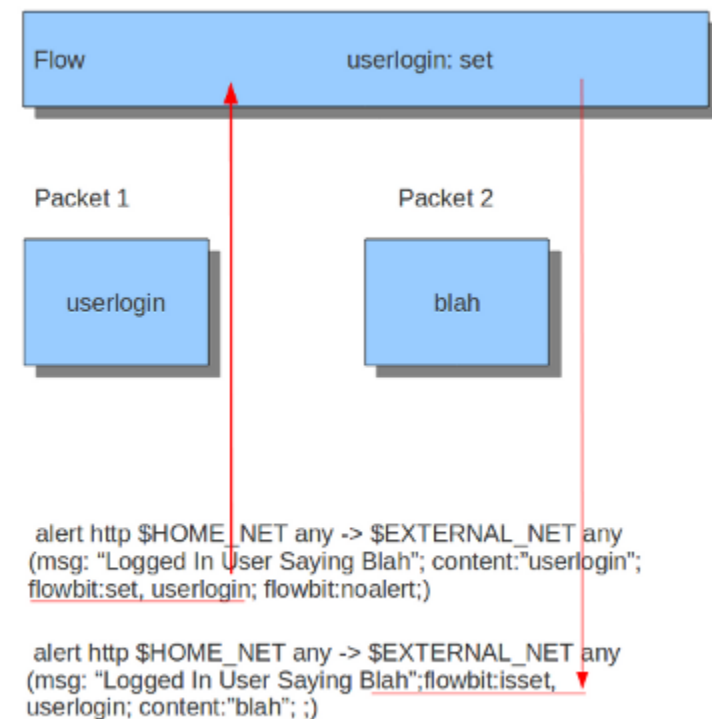 Flow userlogin: set
Packet 1 Packet 2
userlogin blah
alert http $HOME_NET any -> $EXTERNAL_NET any
(msg: “Logged In User Saying Blah"; content:”userlogin";
flowbit:set, userlogin; flowbit:noalert;)
alert http $HOME_NET any -> $EXTERNAL_NET any
(msg: “Logged In User Saying Blah";flowbit:isset,
userlogin; content:”blah”; ;)